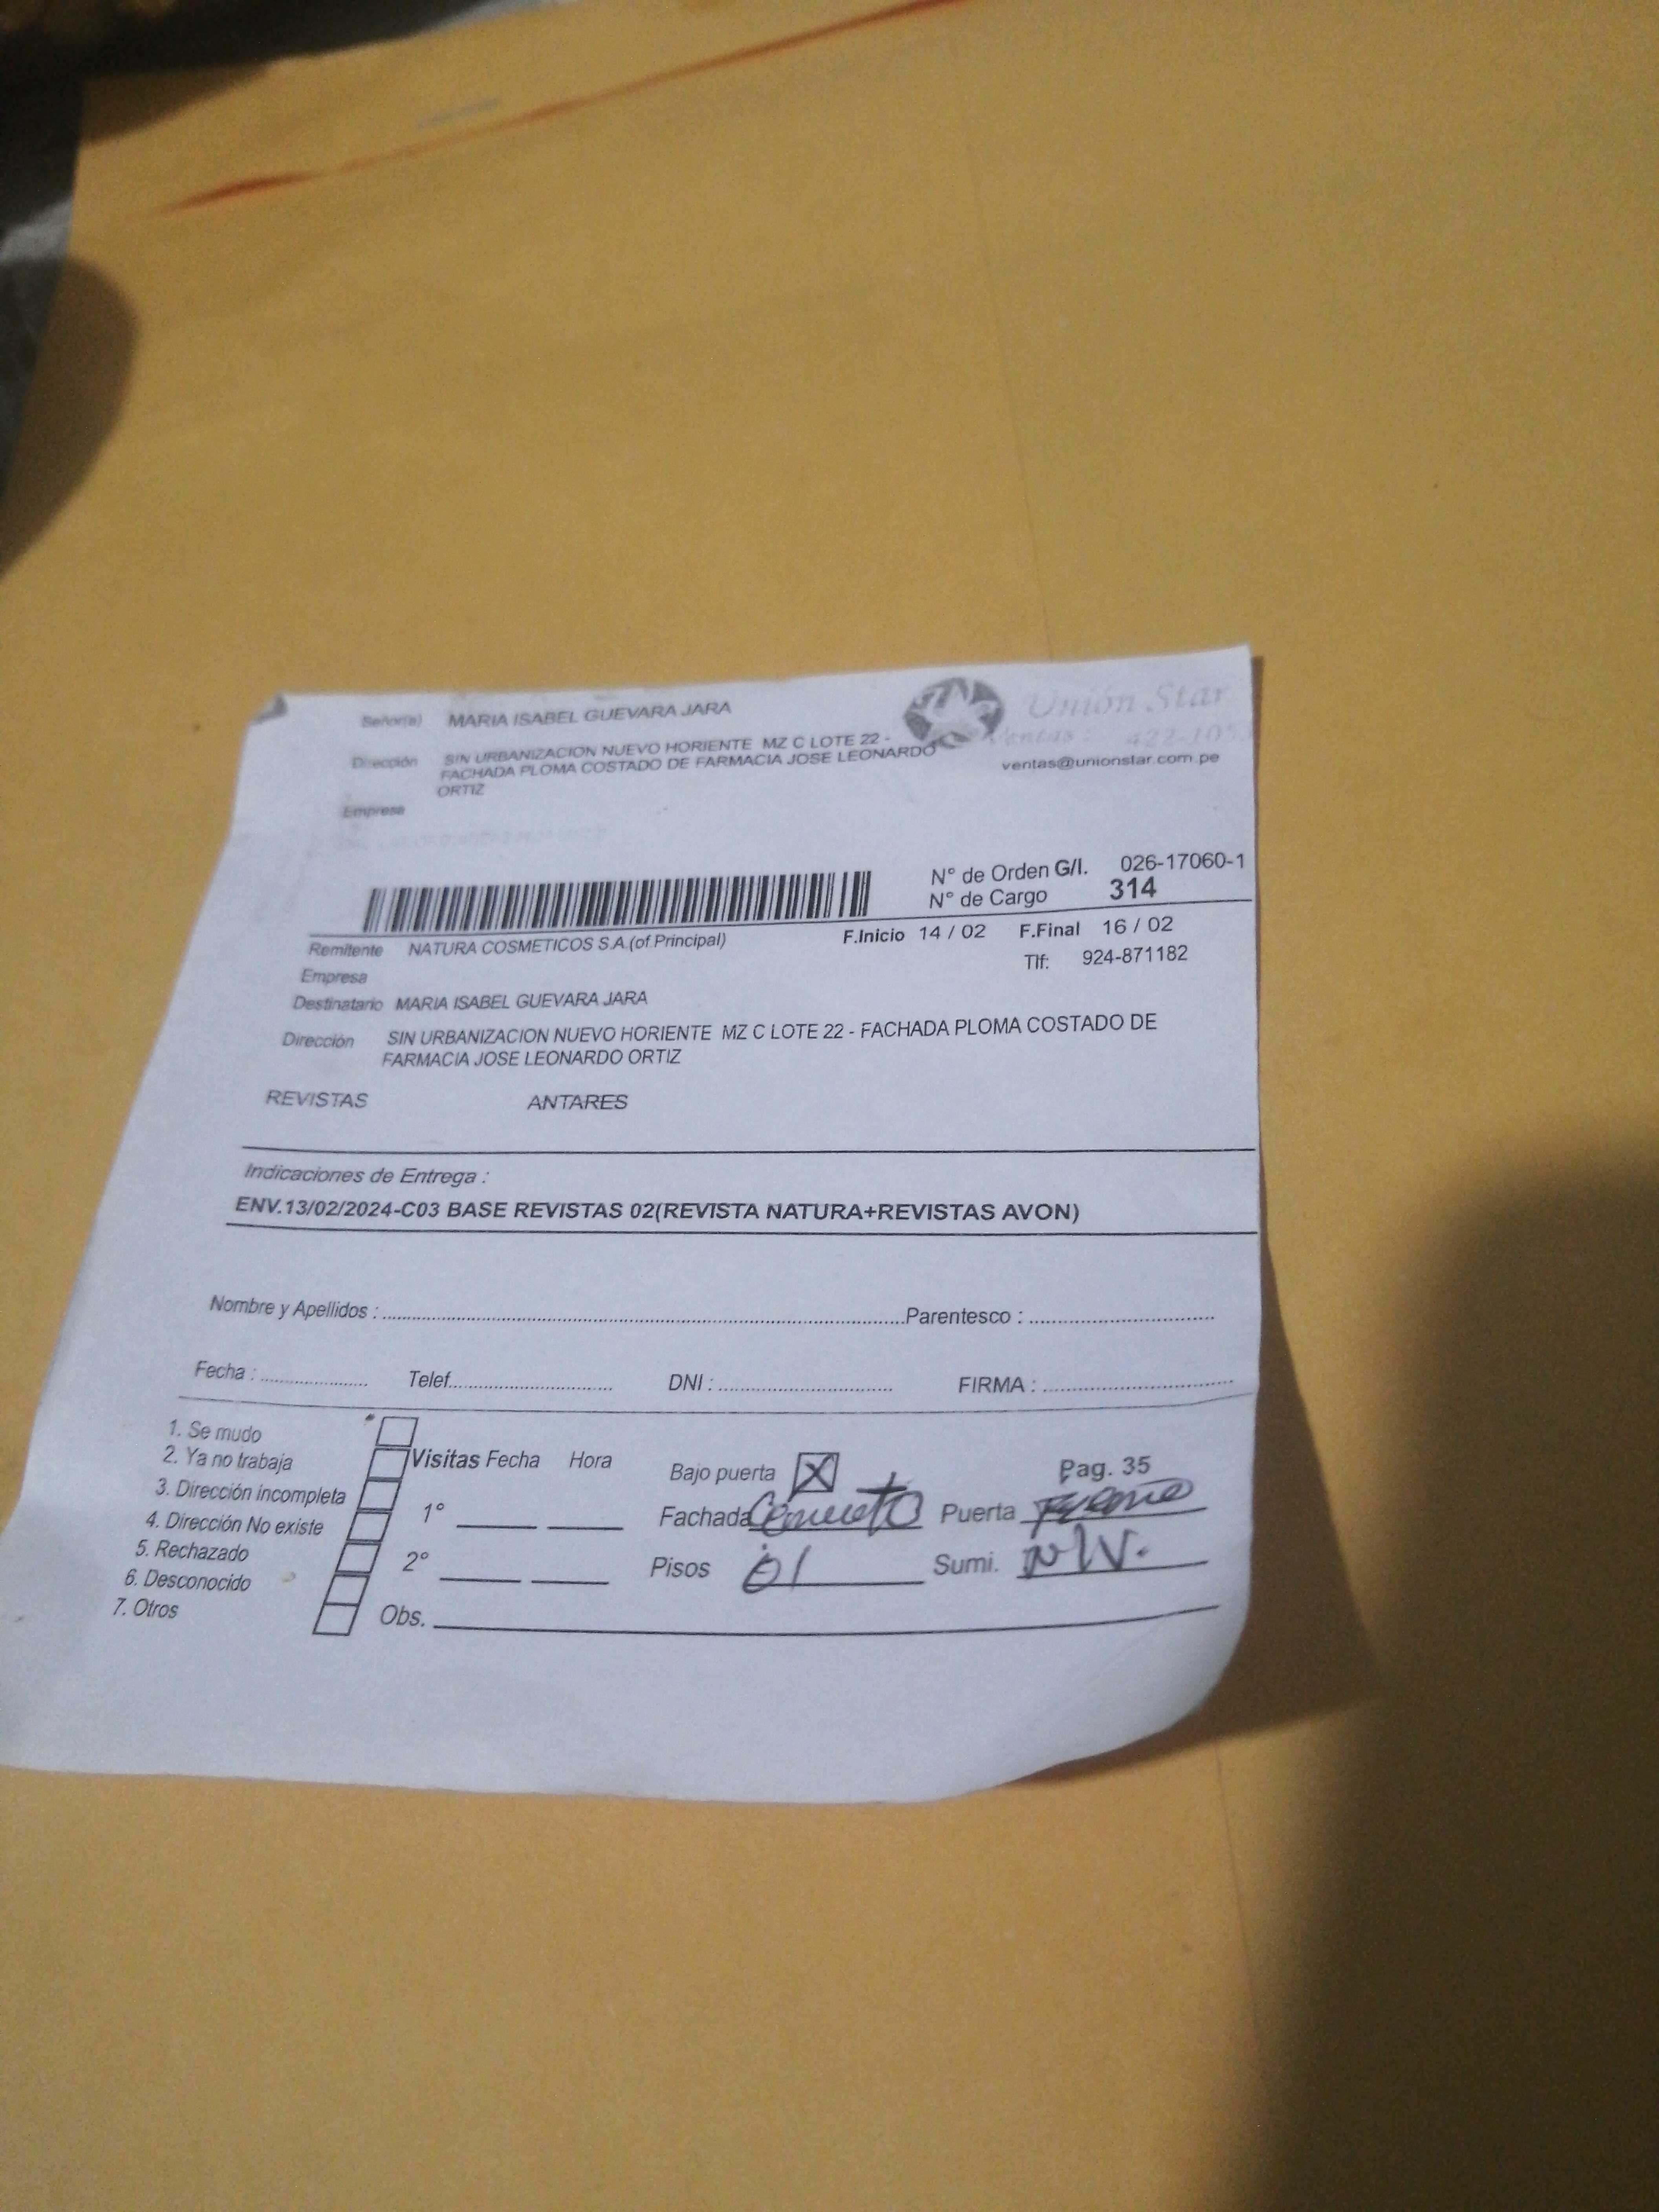 Señor(a) MARIA ISABEL GUEVARA JARA
Unión Star
Dirección SIN URBANIZACION NUEVO HORIENTE MZ C LOTE 22 -
FACHADA PLOMA COSTADO DE FARMACIA JOSE LEONARDO
ORTIZ
Ventas :
ventas@unionstar.com.pe
Empresa
N° de Orden G/I. 026-17060-1
N° de Cargo 314
Remitente NATURA COSMETICOS S.A.(of.Principal)
F.Inicio 14 / 02 F.Final 16 / 02
Empresa
Tlf: 924-871182
Destinatario MARIA ISABEL GUEVARA JARA
Dirección SIN URBANIZACION NUEVO HORIENTE MZ C LOTE 22 - FACHADA PLOMA COSTADO DE
FARMACIA JOSE LEONARDO ORTIZ
REVISTAS ANTARES
Indicaciones de Entrega :
ENV.13/02/2024-C03 BASE REVISTAS 02(REVISTA NATURA+REVISTAS AVON)
Nombre y Apellidos : Parentesco :
Fecha : Telef. DNI : FIRMA :
1. Se mudo
2. Ya no trabaja
3. Dirección incompleta
4. Dirección No existe
5. Rechazado
6. Desconocido
7. Otros
Visitas Fecha Hora
1°
2°
Obs.
Bajo puerta X Pag. 35
Fachada Cemento Puerta
Pisos 01 Sumi. N/V.